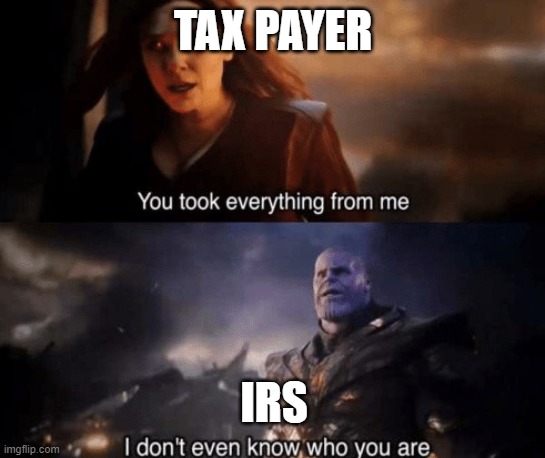 TAX PAYER
You took everything from me
IRS
I don't even know who you are
imgflip.com